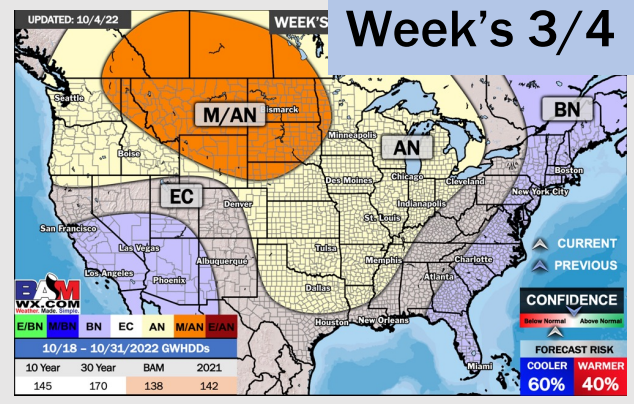 UPDATED: 10/4/22
WEEK'S
Week's 3/4
Seattle
M/AN
ismarck
BN
Minneapolis
AN
Boise
Boston
Des Moines
Chicago
Cleveland
New York City
EC
Denver
Indianapolis
San Francisco
St. Louis
Las Vegas
CURRENT
Tulsa
Memphis
Charlotte
Albuquerque
PREVIOUS
Los Angeles
Phoenix
Atlanta
Dallas
BAM
WX.COM
Weather. Made. Simple.
CONFIDENCE
Houston
New Orleans
Below Normal
Above Normal
E/BN M/BN BN EC AN M/AN E/AN
10/18 – 10/31/2022 GWHDDs
FORECAST RISK
10 Year 30 Year BAM 2021
Miami
COOLER WARMER
145 170 138 142
60% 40%